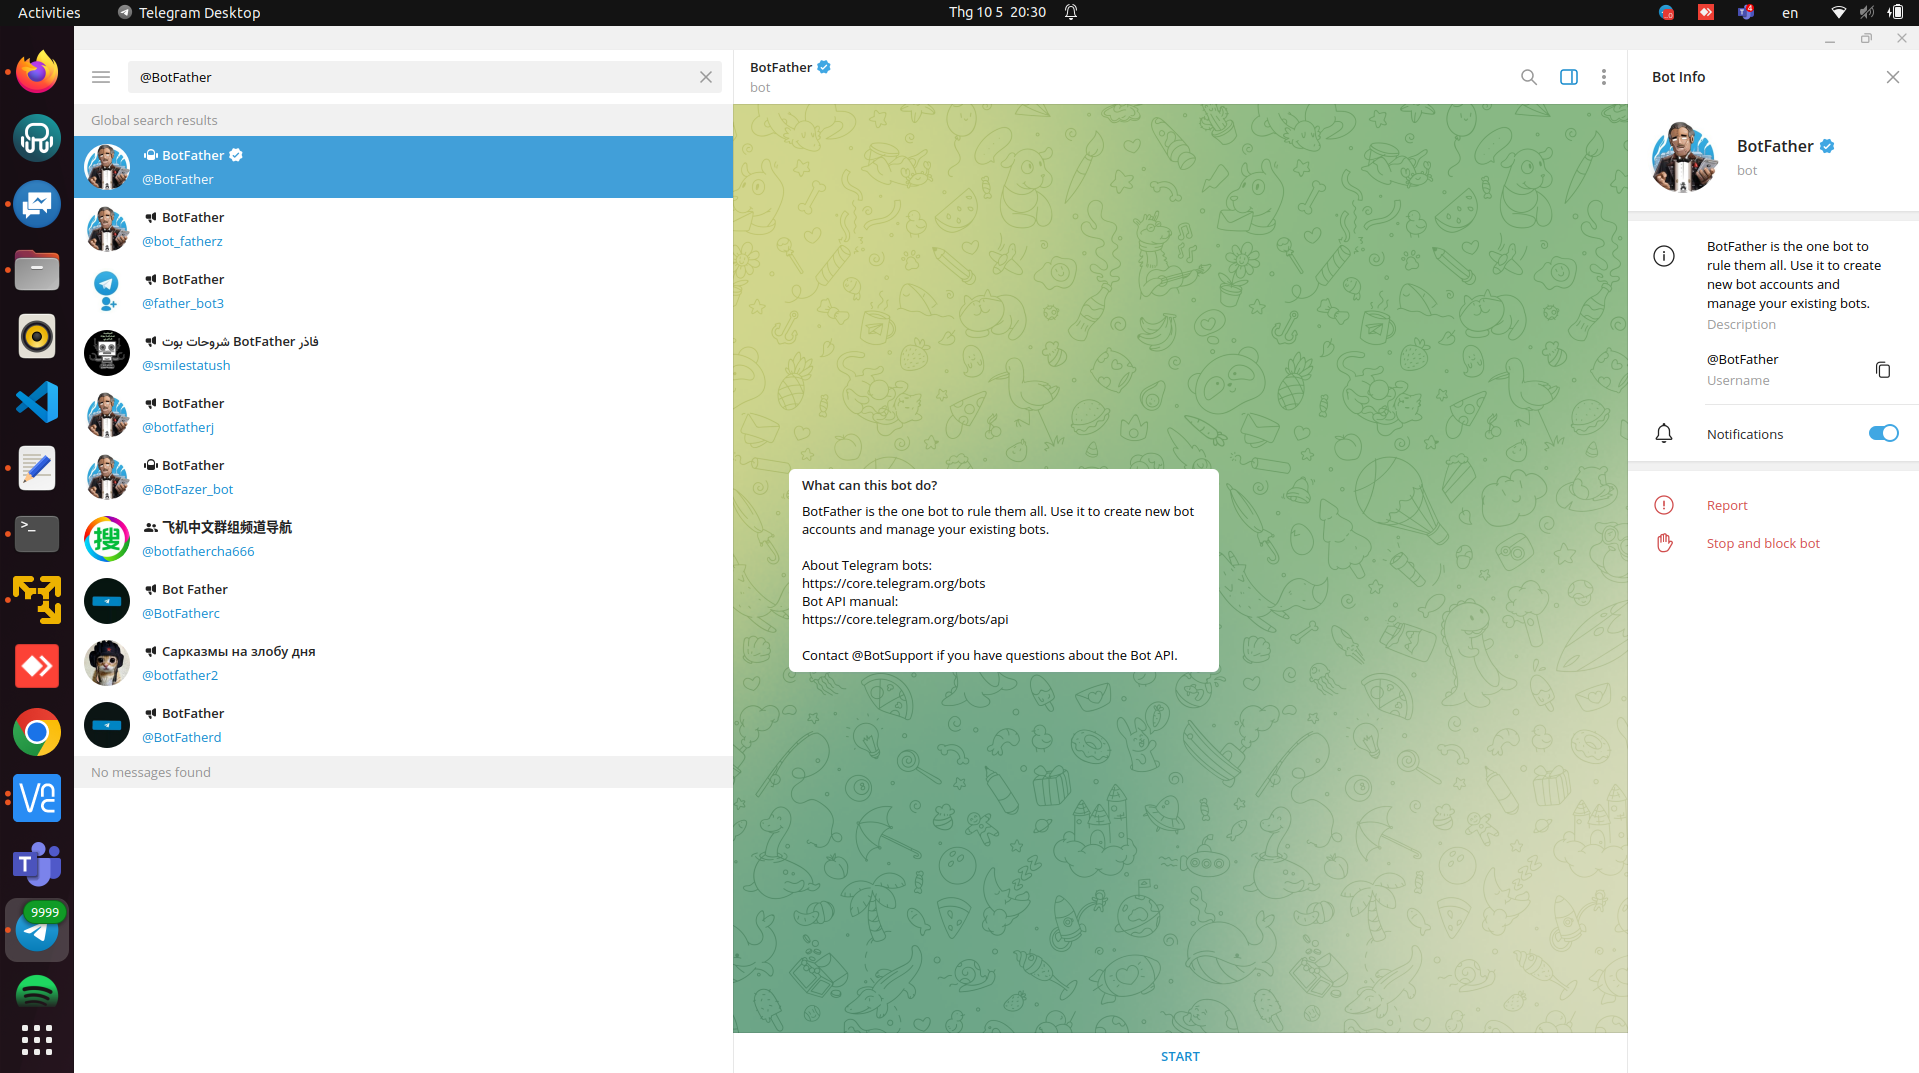 Activities
Telegram Desktop
Thg 10 5 20:30
4
en
@BotFather
Global search results
BotFather
@BotFather
BotFather
@bot_fatherz
BotFather
@father_bot3
شروحات بوت BotFather فاذر
@smilestatush
BotFather
@botfatherj
BotFather
@BotFazer_bot
搜
飞机中文群组频道导航
@botfathercha666
Bot Father
@BotFatherc
Сарказмы на злобу дня
@botfather2
BotFather
@BotFatherd
No messages found
9999
BotFather
bot
What can this bot do?
BotFather is the one bot to rule them all. Use it to create new bot
accounts and manage your existing bots.
About Telegram bots:
https://core.telegram.org/bots
Bot API manual:
https://core.telegram.org/bots/api
Contact @BotSupport if you have questions about the Bot API.
START
Bot Info
BotFather
bot
BotFather is the one bot to
rule them all. Use it to create
new bot accounts and
manage your existing bots.
Description
@BotFather
Username
Notifications
Report
Stop and block bot